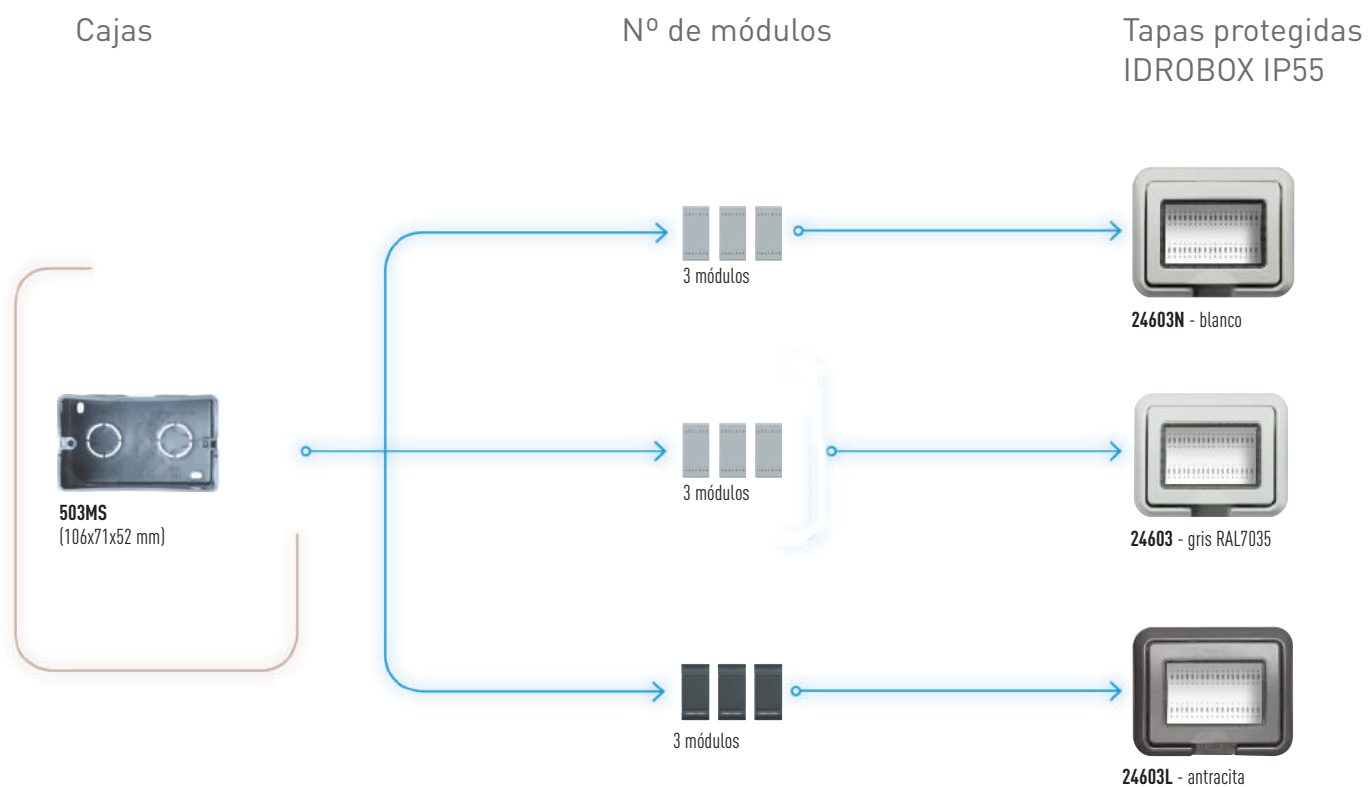 Cajas
Nº de módulos
Tapas protegidas
IDROBOX IP55
3 módulos
24603N - blanco
503MS
(106x71x52 mm)
3 módulos
24603 - gris RAL7035
3 módulos
24603L - antracita